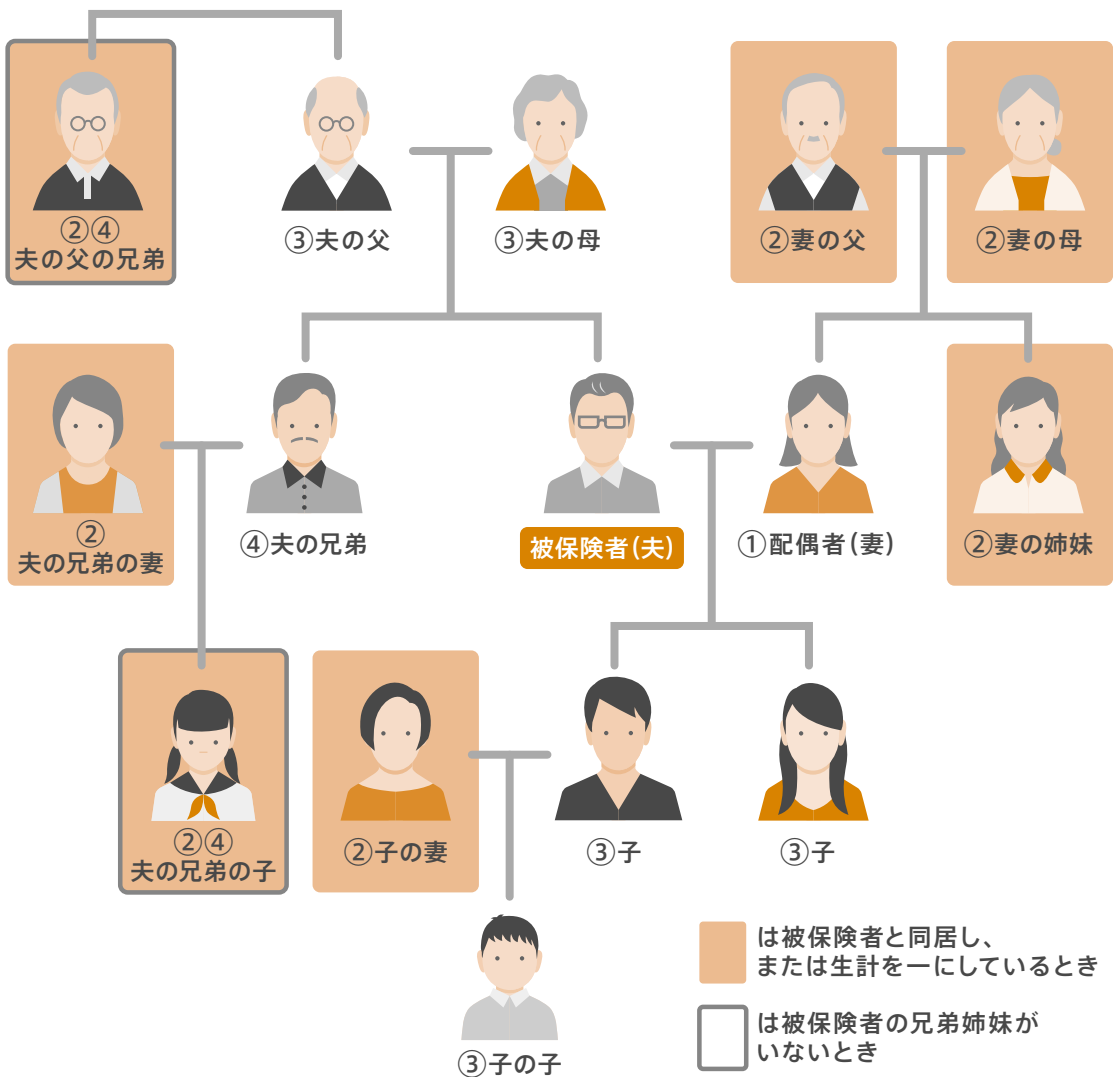 ②④
夫の父の兄弟
③夫の父
③夫の母
②妻の父
②妻の母
②
夫の兄弟の妻
④夫の兄弟
被保険者(夫)
①配偶者(妻)
②妻の姉妹
②④
夫の兄弟の子
②子の妻
③子
③子
③子の子
は被保険者と同居し、
または生計を一にしているとき
は被保険者の兄弟姉妹が
いないとき